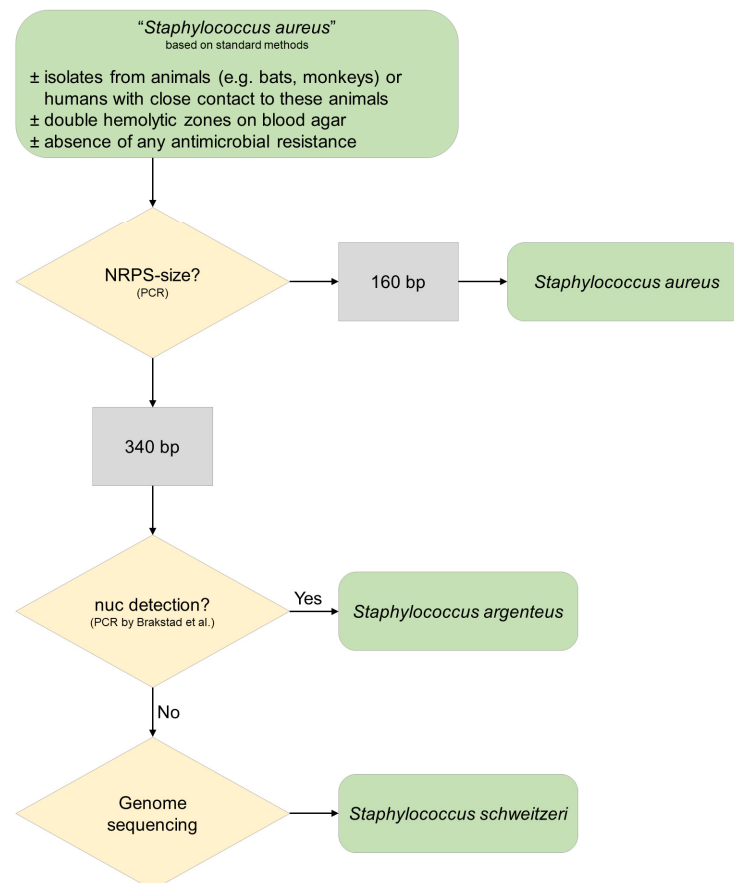 “Staphylococcus aureus”
based on standard methods
± isolates from animals (e.g. bats, monkeys) or
humans with close contact to these animals
± double hemolytic zones on blood agar
± absence of any antimicrobial resistance
NRPS-size?
(PCR)
160 bp
Staphylococcus aureus
340 bp
nuc detection?
(PCR by Brakstad et al.)
Yes
Staphylococcus argenteus
No
Genome
sequencing
Staphylococcus schweitzeri